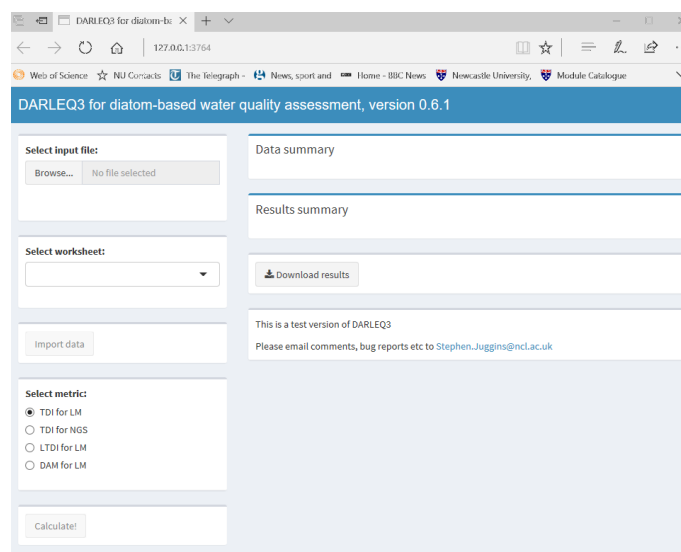 DARLEQ3 for diatom-ba
127.0.0.1:3764
Web of Science NU Contacts The Telegraph - News, sport and Home - BBC News Newcastle University, Module Catalogue
DARLEQ3 for diatom-based water quality assessment, version 0.6.1
Select input file:
Browse... No file selected
Select worksheet:
Import data
Select metric:
TDI for LM
TDI for NGS
LTDI for LM
DAM for LM
Calculate!
Data summary
Results summary
Download results
This is a test version of DARLEQ3
Please email comments, bug reports etc to Stephen.Juggins@ncl.ac.uk